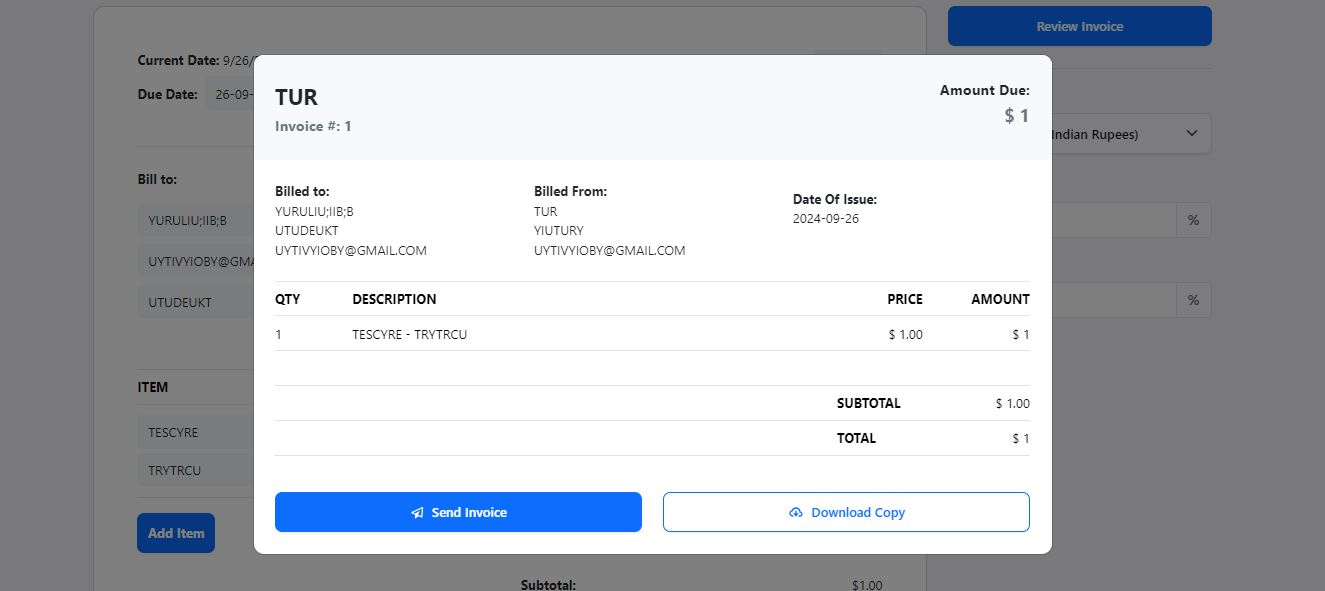 Review Invoice
Current Date: 9/26/
Due Date: 26-09-
Indian Rupees)
Bill to:
YURULIU;IIB;B
%
UYTIVYIOBY@GMA
UTUDEUKT
%
ITEM
TESCYRE
TRYTRCU
Add Item
Subtotal: $1.00
TUR
Invoice #: 1
Amount Due:
$ 1
Billed to:
YURULIU;IIB;B
UTUDEUKT
UYTIVYIOBY@GMAIL.COM
Billed From:
TUR
YIUTURY
UYTIVYIOBY@GMAIL.COM
Date Of Issue:
2024-09-26
QTY DESCRIPTION PRICE AMOUNT
1 TESCYRE - TRYTRCU $ 1.00 $ 1
SUBTOTAL $ 1.00
TOTAL $ 1
Send Invoice
Download Copy